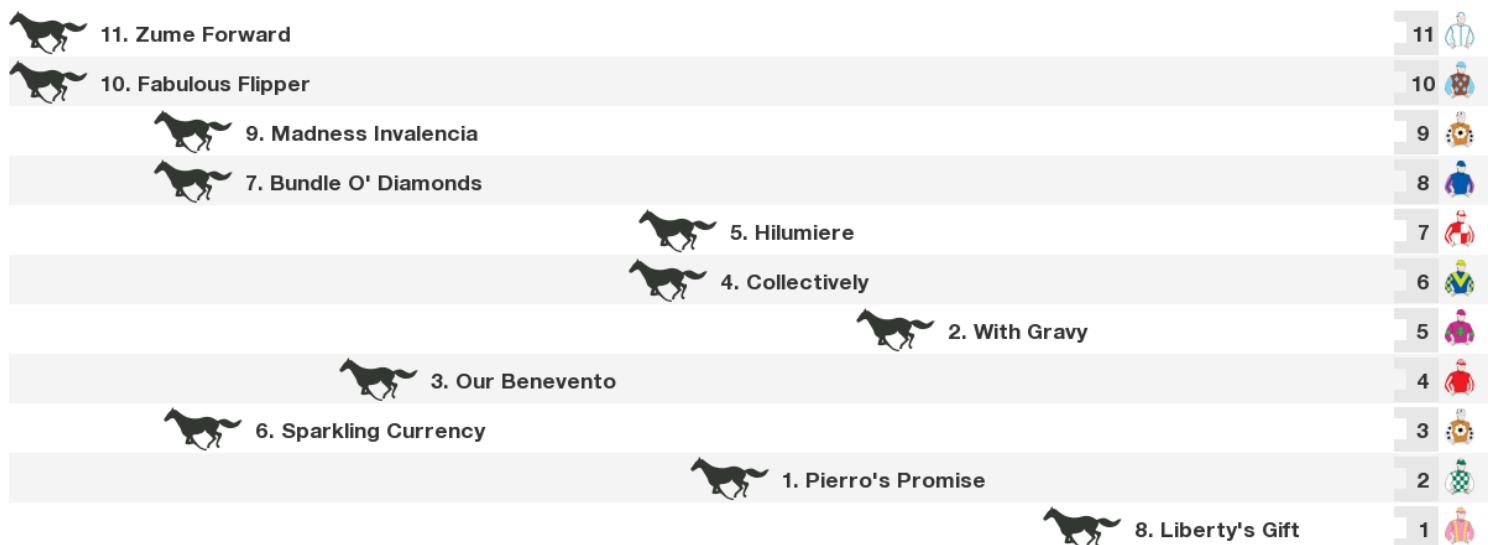 11. Zume Forward 11
10. Fabulous Flipper 10
9. Madness Invalencia 9
7. Bundle O' Diamonds 8
5. Hilumiere 7
4. Collectively 6
2. With Gravy 5
3. Our Benevento 4
6. Sparkling Currency 3
1. Pierro's Promise 2
8. Liberty's Gift 1